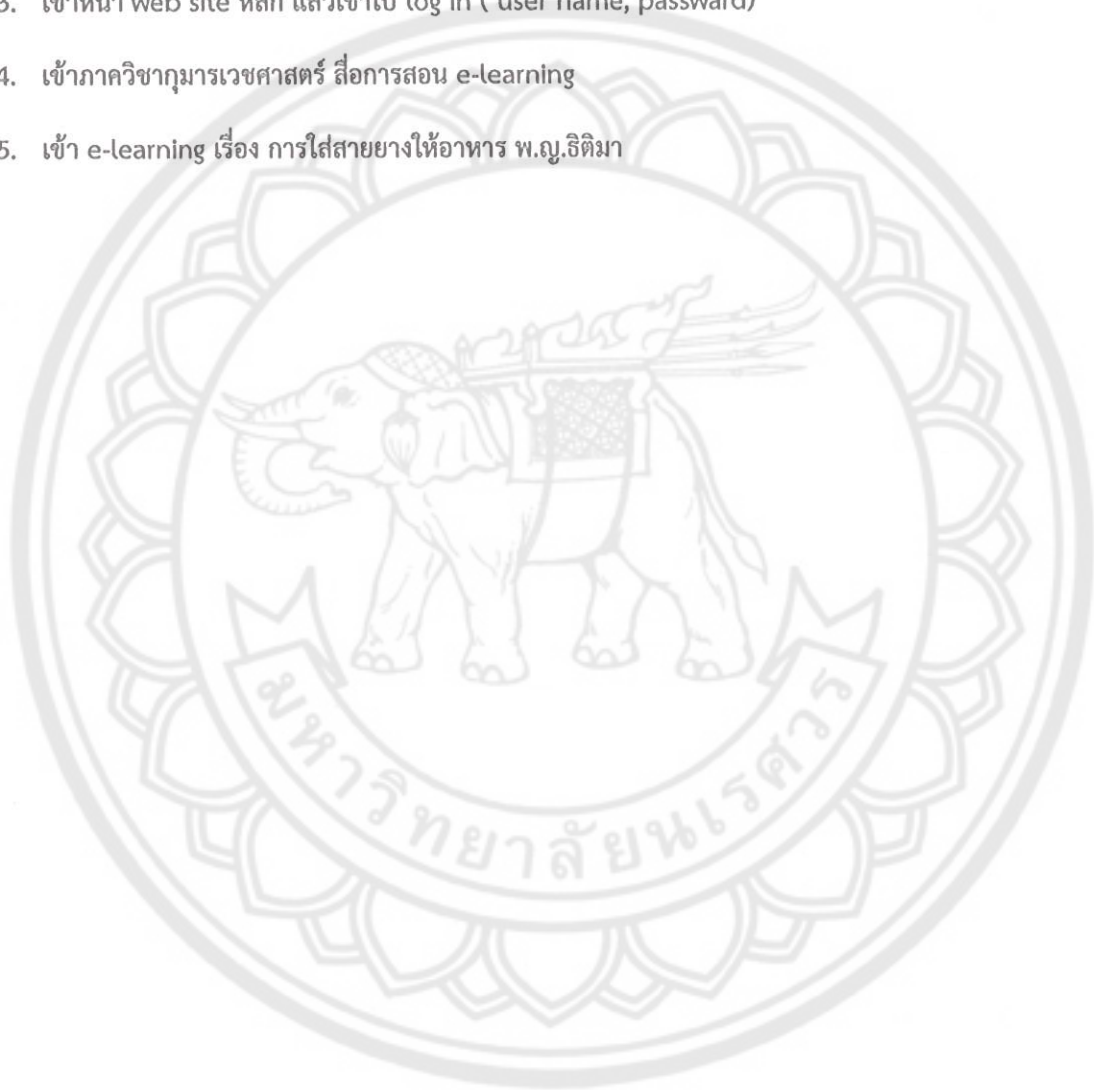 3. เข้าหน้า web site หลัก แล้วเข้าไป log in ( user name, passward)
4. เข้าภาควิชากุมารเวชศาสตร์ สื่อการสอน e-learning
5. เข้า e-learning เรื่อง การใส่สายยางให้อาหาร พ.ญ.ธิติมา
มหาวิทยาลัยนเรศวร